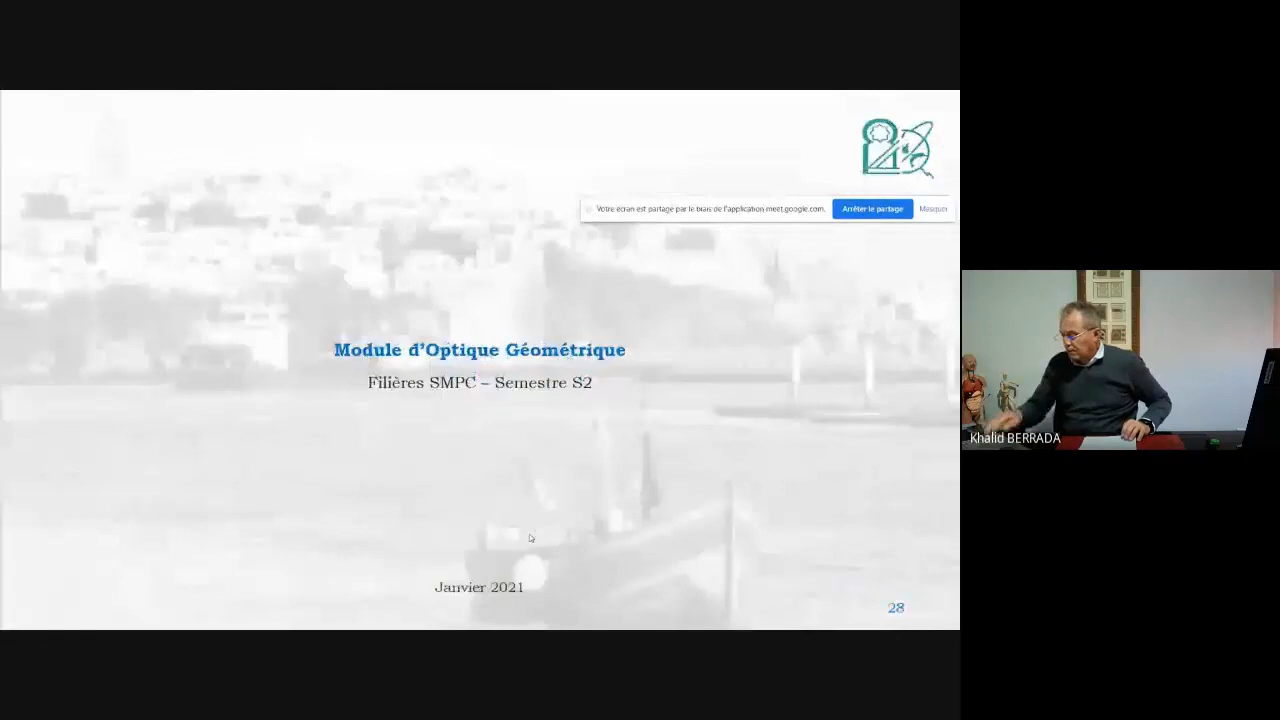 Votre écran est partagé par le biais de l'application meet.google.com.
Arrêter le partage
Masquer
Module d'Optique Géométrique
Filières SMPC – Semestre S2
Khalid BERRADA
Janvier 2021
28